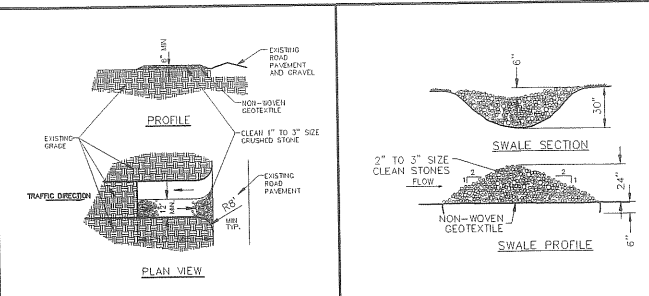 6" MIN.
EXISTING
ROAD
PAVEMENT
AND GRAVEL
NON-WOVEN
GEOTEXTILE
PROFILE
EXISTING
GRADE
CLEAN 1" TO 3" SIZE
CRUSHED STONE
TRAFFIC DIRECTION
12'
MIN.
R8'
MIN
TYP.
EXISTING
ROAD
PAVEMENT
PLAN VIEW
6"
30"
SWALE SECTION
2" TO 3" SIZE
CLEAN STONES
FLOW
2
1
2
1
24"
NON-WOVEN
GEOTEXTILE
6"
SWALE PROFILE